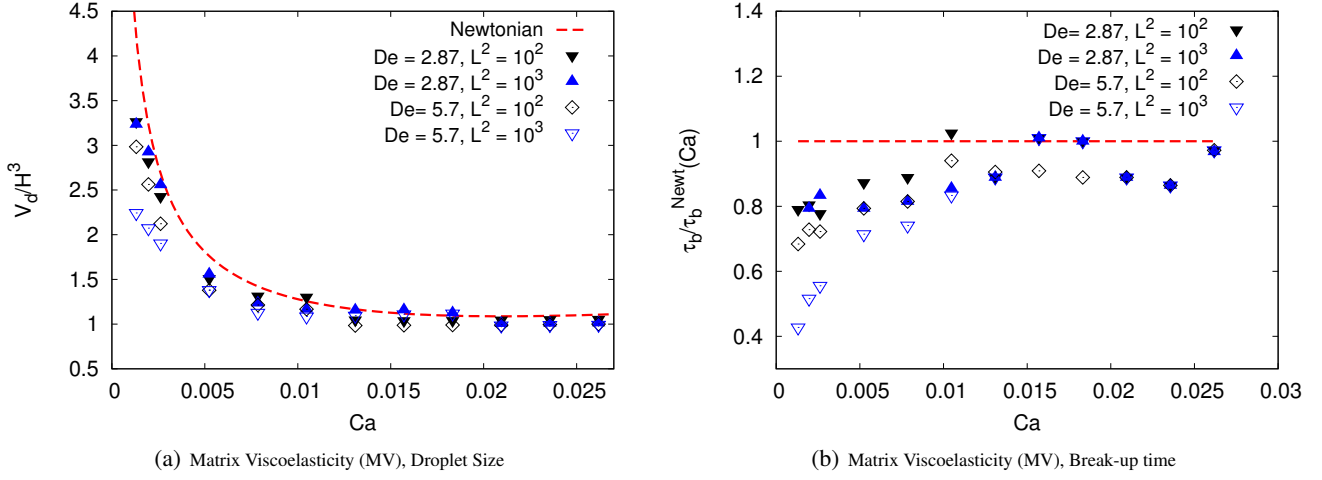 4.5
4
3.5
3
2.5
2
1.5
1
0.5
V_d/H^3
0
0.005
0.01
0.015
0.02
0.025
Ca
Newtonian
De = 2.87, L^2 = 10^2
De = 2.87, L^2 = 10^3
De= 5.7, L^2 = 10^2
De = 5.7, L^2 = 10^3
(a) Matrix Viscoelasticity (MV), Droplet Size
1.4
1.2
1
0.8
0.6
0.4
τ_b/τ_b^Newt(Ca)
0
0.005
0.01
0.015
0.02
0.025
0.03
Ca
De= 2.87, L^2 = 10^2
De = 2.87, L^2 = 10^3
De = 5.7, L^2 = 10^2
De = 5.7, L^2 = 10^3
(b) Matrix Viscoelasticity (MV), Break-up time